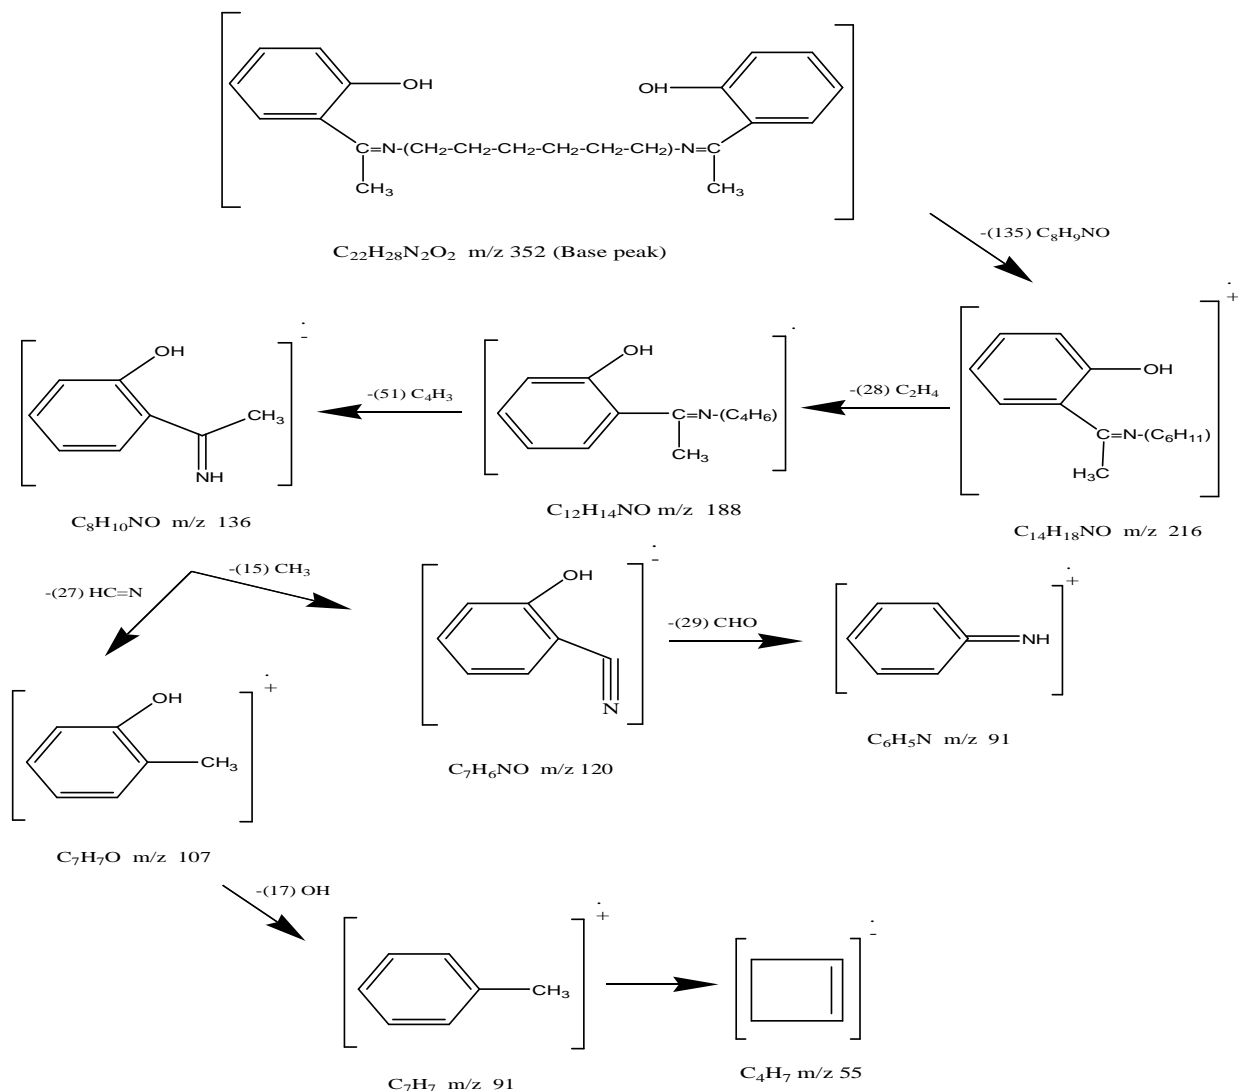 OH
OH
C=N-(CH₂-CH₂-CH₂-CH₂-CH₂-CH₂)-N=C
CH₃
CH₃
C₂₂H₂₈N₂O₂ m/z 352 (Base peak)
-(135) C₈H₉NO
OH
CH₃
NH
C₈H₁₀NO m/z 136
-(51) C₄H₃
OH
C=N-(C₄H₆)
CH₃
C₁₂H₁₄NO m/z 188
-(28) C₂H₄
OH
C=N-(C₆H₁₁)
H₃C
C₁₄H₁₈NO m/z 216
-(27) HC=N
-(15) CH₃
OH
N
C₇H₆NO m/z 120
-(29) CHO
NH
C₆H₅N m/z 91
OH
CH₃
C₇H₇O m/z 107
-(17) OH
CH₃
C₇H₇ m/z 91
C₄H₇ m/z 55